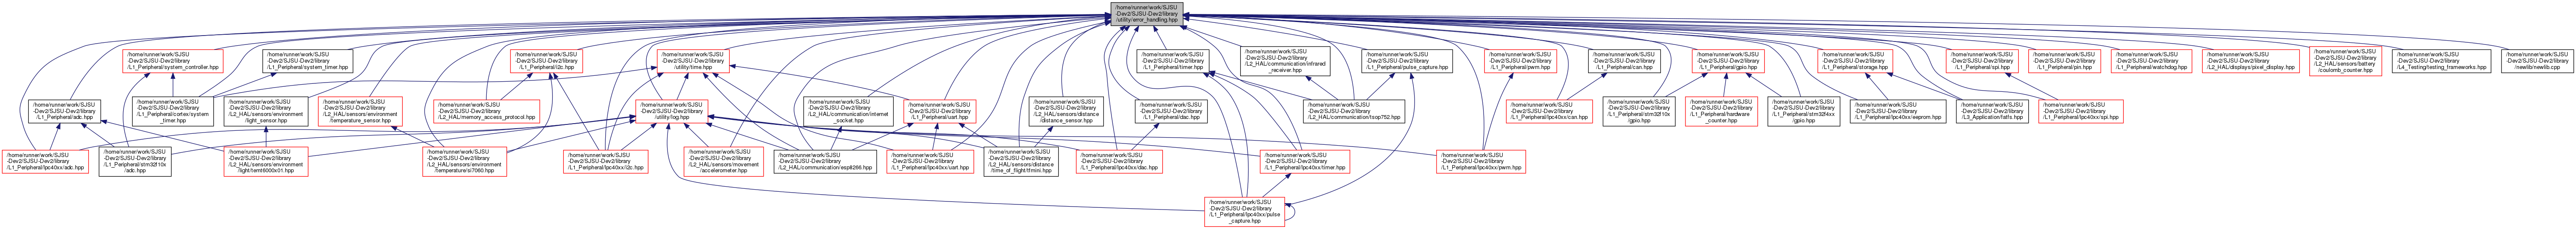 /home/runner/work/SJSU
-Dev2/SJSU-Dev2/library
/utility/error_handling.hpp
/home/runner/work/SJSU
-Dev2/SJSU-Dev2/library
/L1_Peripheral/system_controller.hpp
/home/runner/work/SJSU
-Dev2/SJSU-Dev2/library
/L1_Peripheral/system_timer.hpp
/home/runner/work/SJSU
-Dev2/SJSU-Dev2/library
/L1_Peripheral/i2c.hpp
/home/runner/work/SJSU
-Dev2/SJSU-Dev2/library
/utility/time.hpp
/home/runner/work/SJSU
-Dev2/SJSU-Dev2/library
/L1_Peripheral/timer.hpp
/home/runner/work/SJSU
-Dev2/SJSU-Dev2/library
/L2_HAL/communication/infrared
_receiver.hpp
/home/runner/work/SJSU
-Dev2/SJSU-Dev2/library
/L1_Peripheral/pulse_capture.hpp
/home/runner/work/SJSU
-Dev2/SJSU-Dev2/library
/L1_Peripheral/pwm.hpp
/home/runner/work/SJSU
-Dev2/SJSU-Dev2/library
/L1_Peripheral/can.hpp
/home/runner/work/SJSU
-Dev2/SJSU-Dev2/library
/L1_Peripheral/gpio.hpp
/home/runner/work/SJSU
-Dev2/SJSU-Dev2/library
/L1_Peripheral/storage.hpp
/home/runner/work/SJSU
-Dev2/SJSU-Dev2/library
/L1_Peripheral/spi.hpp
/home/runner/work/SJSU
-Dev2/SJSU-Dev2/library
/L1_Peripheral/pin.hpp
/home/runner/work/SJSU
-Dev2/SJSU-Dev2/library
/L1_Peripheral/watchdog.hpp
/home/runner/work/SJSU
-Dev2/SJSU-Dev2/library
/L2_HAL/displays/pixel_display.hpp
/home/runner/work/SJSU
-Dev2/SJSU-Dev2/library
/L2_HAL/sensors/battery
/coulomb_counter.hpp
/home/runner/work/SJSU
-Dev2/SJSU-Dev2/library
/L4_Testing/testing_frameworks.hpp
/home/runner/work/SJSU
-Dev2/SJSU-Dev2/library
/newlib/newlib.cpp
/home/runner/work/SJSU
-Dev2/SJSU-Dev2/library
/L1_Peripheral/adc.hpp
/home/runner/work/SJSU
-Dev2/SJSU-Dev2/library
/L1_Peripheral/cortex/system
_timer.hpp
/home/runner/work/SJSU
-Dev2/SJSU-Dev2/library
/L2_HAL/sensors/environment
/light_sensor.hpp
/home/runner/work/SJSU
-Dev2/SJSU-Dev2/library
/L2_HAL/sensors/environment
/temperature_sensor.hpp
/home/runner/work/SJSU
-Dev2/SJSU-Dev2/library
/L2_HAL/memory_access_protocol.hpp
/home/runner/work/SJSU
-Dev2/SJSU-Dev2/library
/utility/log.hpp
/home/runner/work/SJSU
-Dev2/SJSU-Dev2/library
/L2_HAL/communication/internet
_socket.hpp
/home/runner/work/SJSU
-Dev2/SJSU-Dev2/library
/L1_Peripheral/uart.hpp
/home/runner/work/SJSU
-Dev2/SJSU-Dev2/library
/L2_HAL/sensors/distance
/distance_sensor.hpp
/home/runner/work/SJSU
-Dev2/SJSU-Dev2/library
/L1_Peripheral/dac.hpp
/home/runner/work/SJSU
-Dev2/SJSU-Dev2/library
/L2_HAL/communication/tsop752.hpp
/home/runner/work/SJSU
-Dev2/SJSU-Dev2/library
/L1_Peripheral/lpc40xx/can.hpp
/home/runner/work/SJSU
-Dev2/SJSU-Dev2/library
/L1_Peripheral/stm32f10x
/gpio.hpp
/home/runner/work/SJSU
-Dev2/SJSU-Dev2/library
/L1_Peripheral/hardware
_counter.hpp
/home/runner/work/SJSU
-Dev2/SJSU-Dev2/library
/L1_Peripheral/stm32f4xx
/gpio.hpp
/home/runner/work/SJSU
-Dev2/SJSU-Dev2/library
/L1_Peripheral/lpc40xx/eeprom.hpp
/home/runner/work/SJSU
-Dev2/SJSU-Dev2/library
/L3_Application/fatfs.hpp
/home/runner/work/SJSU
-Dev2/SJSU-Dev2/library
/L1_Peripheral/lpc40xx/spi.hpp
/home/runner/work/SJSU
-Dev2/SJSU-Dev2/library
/L1_Peripheral/lpc40xx/adc.hpp
/home/runner/work/SJSU
-Dev2/SJSU-Dev2/library
/L1_Peripheral/stm32f10x
/adc.hpp
/home/runner/work/SJSU
-Dev2/SJSU-Dev2/library
/L2_HAL/sensors/environment
/light/temt6000x01.hpp
/home/runner/work/SJSU
-Dev2/SJSU-Dev2/library
/L2_HAL/sensors/environment
/temperature/si7060.hpp
/home/runner/work/SJSU
-Dev2/SJSU-Dev2/library
/L1_Peripheral/lpc40xx/i2c.hpp
/home/runner/work/SJSU
-Dev2/SJSU-Dev2/library
/L2_HAL/sensors/movement
/accelerometer.hpp
/home/runner/work/SJSU
-Dev2/SJSU-Dev2/library
/L2_HAL/communication/esp8266.hpp
/home/runner/work/SJSU
-Dev2/SJSU-Dev2/library
/L1_Peripheral/lpc40xx/uart.hpp
/home/runner/work/SJSU
-Dev2/SJSU-Dev2/library
/L2_HAL/sensors/distance
/time_of_flight/tfmini.hpp
/home/runner/work/SJSU
-Dev2/SJSU-Dev2/library
/L1_Peripheral/lpc40xx/dac.hpp
/home/runner/work/SJSU
-Dev2/SJSU-Dev2/library
/L1_Peripheral/lpc40xx/timer.hpp
/home/runner/work/SJSU
-Dev2/SJSU-Dev2/library
/L1_Peripheral/lpc40xx/pwm.hpp
/home/runner/work/SJSU
-Dev2/SJSU-Dev2/library
/L1_Peripheral/lpc40xx/pulse
_capture.hpp